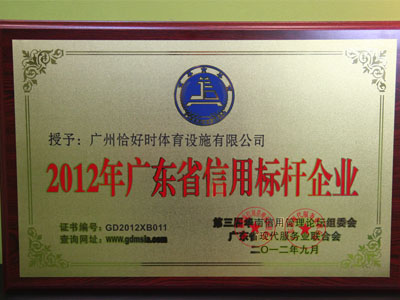 授予：广州恰好时体育设施有限公司
2012年广东省信用标杆企业
证书编号：GD2012XB011
查询网址：www.gdmsia.com
第三届华南信用管理论坛组委会
广东省现代服务业联合会
二〇一二年九月